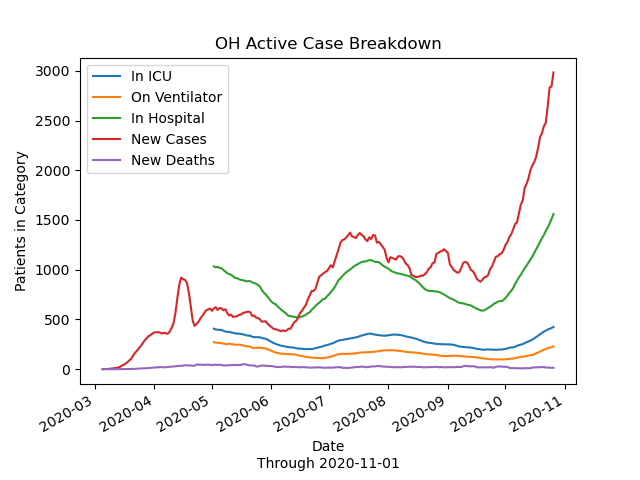 OH Active Case Breakdown
In ICU
On Ventilator
In Hospital
New Cases
New Deaths
Patients in Category
3000
2500
2000
1500
1000
500
0
2020-03
2020-04
2020-05
2020-06
2020-07
2020-08
2020-09
2020-10
2020-11
Date
Through 2020-11-01